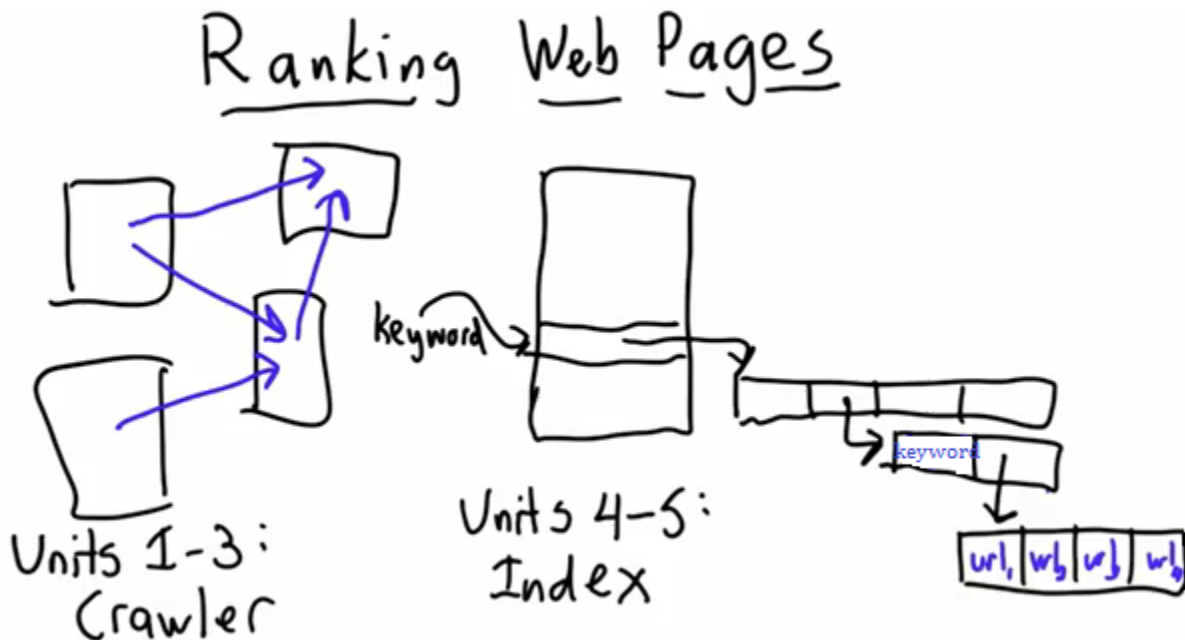 Ranking Web Pages
keyword
keyword
url1 url2 url3 url4
Units 1-3:
Crawler
Units 4-5:
Index